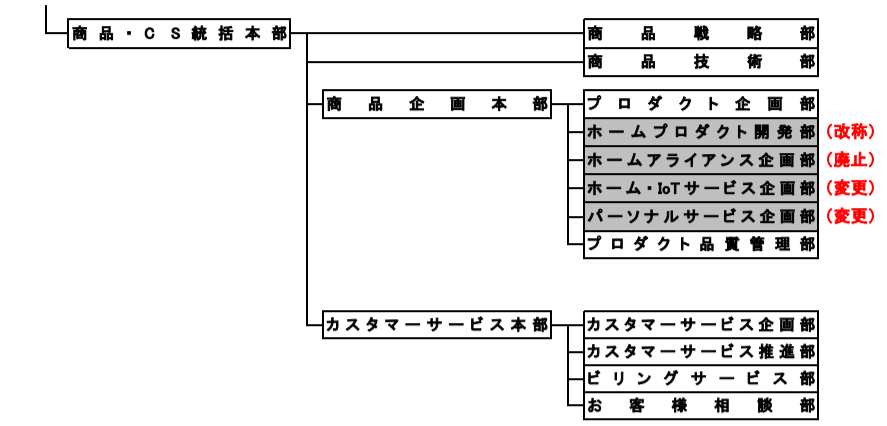 商品・CS統括本部
商品戦略部
商品技術部
商品企画本部
プロダクト企画部
ホームプロダクト開発部 (改称)
ホームアライアンス企画部 (廃止)
ホーム・IoTサービス企画部 (変更)
パーソナルサービス企画部 (変更)
プロダクト品質管理部
カスタマーサービス本部
カスタマーサービス企画部
カスタマーサービス推進部
ビリングサービス部
お客様相談部